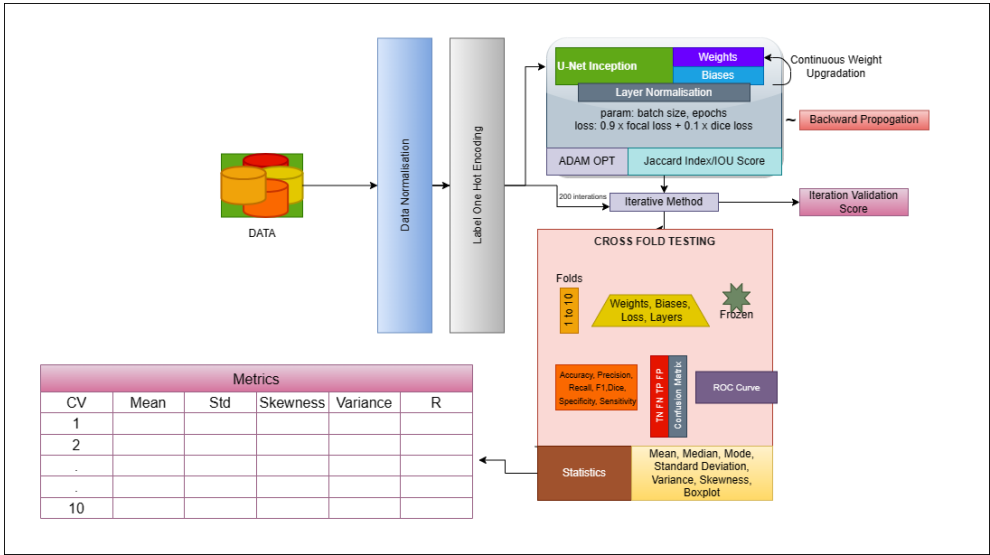 DATA
Data Normalisation
Label One Hot Encoding
U-Net Inception
Weights
Biases
Layer Normalisation
param: batch size, epochs
loss: 0.9 x focal loss + 0.1 x dice loss
ADAM OPT
Jaccard Index/IOU Score
Continuous Weight
Upgradation
~
Backward Propogation
200 interations
Iterative Method
Iteration Validation
Score
CROSS FOLD TESTING
Folds
1 to 10
Weights, Biases,
Loss, Layers
Frozen
Accuracy, Precision,
Recall, F1,Dice,
Specificity, Sensitivity
TN FN TP FP
Confusion Matrix
ROC Curve
Statistics
Mean, Median, Mode,
Standard Deviation,
Variance, Skewness,
Boxplot
Metrics
CV Mean Std Skewness Variance R
1
2
.
.
10